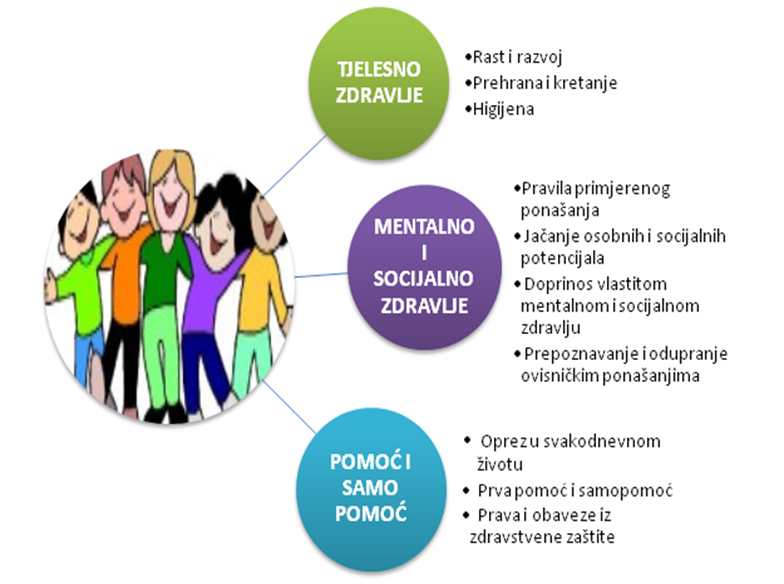 TJELESNO
ZDRAVLJE
•Rast i razvoj
•Prehrana i kretanje
•Higijena
MENTALNO
I
SOCIJALNO
ZDRAVLJE
•Pravila primjerenog
ponašanja
•Jačanje osobnih i socijalnih
potencijala
•Doprinos vlastitom
mentalnom i socijalnom
zdravlju
•Prepoznavanje i odupranje
ovisničkim ponašanjima
POMOĆ I
SAMO
POMOĆ
• Oprez u svakodnevnom
životu
• Prva pomoć i samopomoć
• Prava i obaveze iz
zdravstvene zaštite